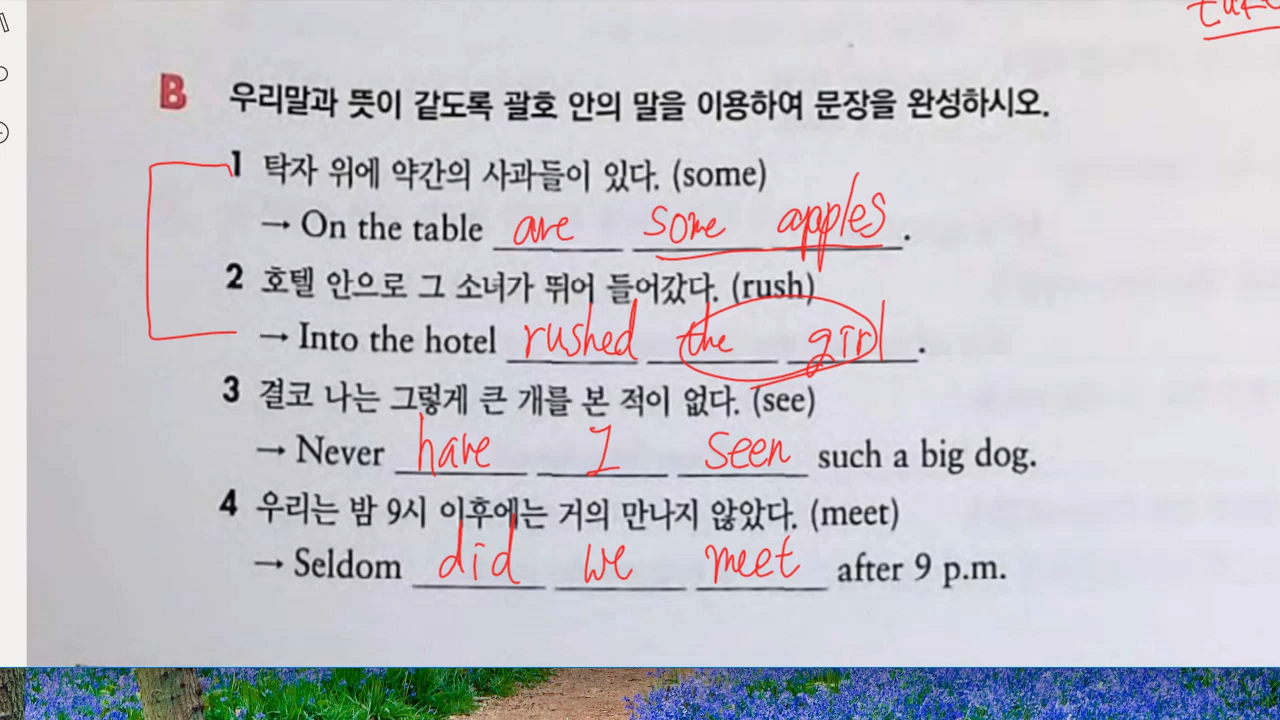 B 우리말과 뜻이 같도록 괄호 안의 말을 이용하여 문장을 완성하시오.
1 탁자 위에 약간의 사과들이 있다. (some)
→ On the table are some apples.
2 호텔 안으로 그 소녀가 뛰어 들어갔다. (rush)
→ Into the hotel rushed the girl.
3 결코 나는 그렇게 큰 개를 본 적이 없다. (see)
→ Never have I seen such a big dog.
4 우리는 밤 9시 이후에는 거의 만나지 않았다. (meet)
→ Seldom did we meet after 9 p.m.